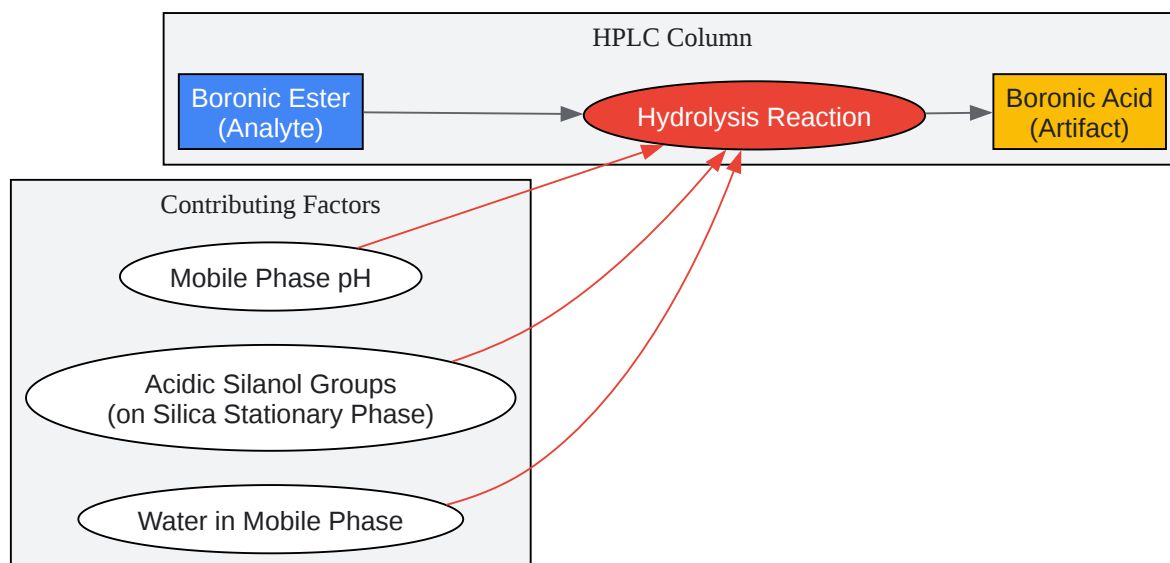 HPLC Column
Boronic Ester
(Analyte)
Hydrolysis Reaction
Boronic Acid
(Artifact)
Contributing Factors
Mobile Phase pH
Acidic Silanol Groups
(on Silica Stationary Phase)
Water in Mobile Phase